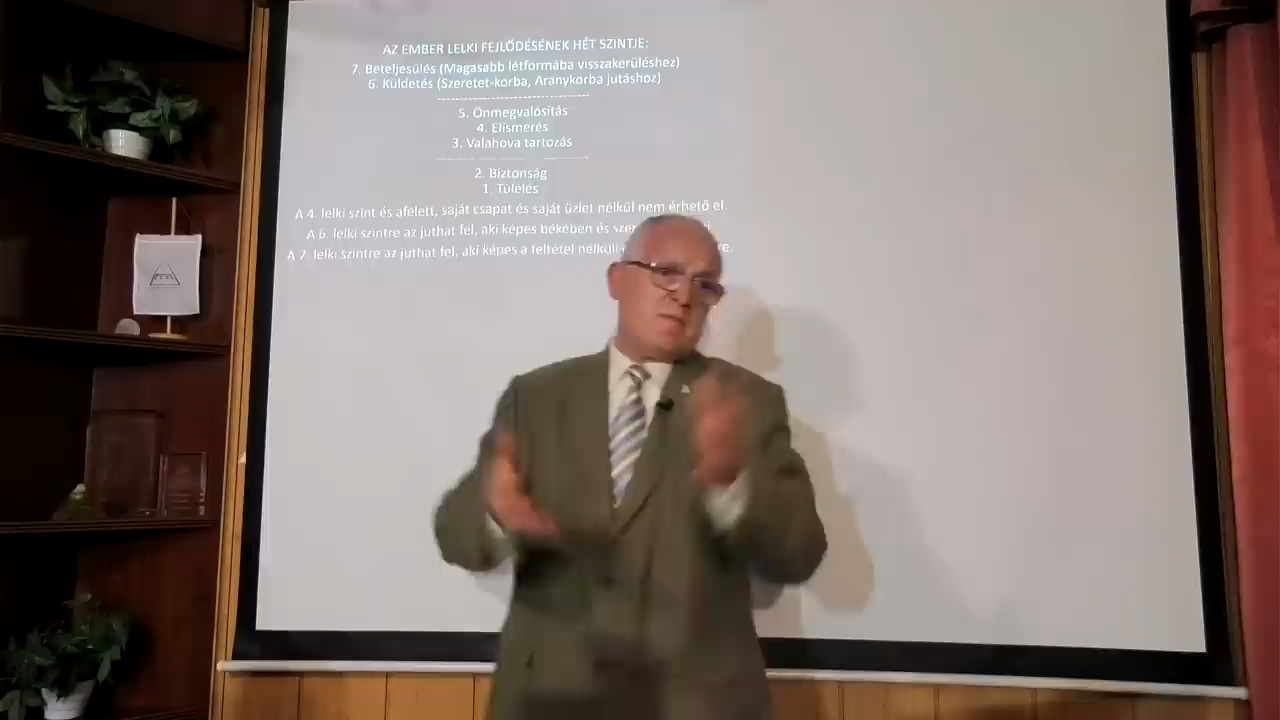 AZ EMBER LELKI FEJLŐDÉSÉNEK HÉT SZINTJE:
7. Beteljesülés (Magasabb létformába visszakerüléshez)
6. Küldetés (Szeretet-korba, Aranykorba jutáshoz)
5. Önmegvalósítás
4. Elismerés
3. Valahova tartozás
2. Biztonság
1. Túlélés
A 4. lelki szint és afelett, saját csapat és saját üzlet nélkül nem érhető el.
A 6. lelki szintre az juthat fel, aki képes békében és
A 7. lelki szintre az juthat fel, aki képes a feltétel nélküli